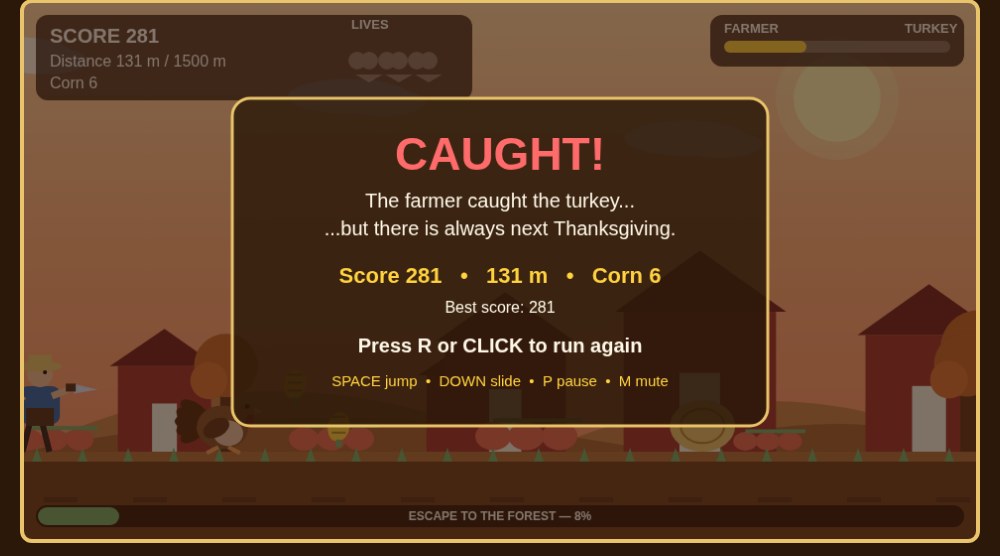 SCORE 281
LIVES
Distance 131 m / 1500 m
Corn 6
FARMER TURKEY
CAUGHT!
The farmer caught the turkey...
...but there is always next Thanksgiving.
Score 281 • 131 m • Corn 6
Best score: 281
Press R or CLICK to run again
SPACE jump • DOWN slide • P pause • M mute
ESCAPE TO THE FOREST — 8%